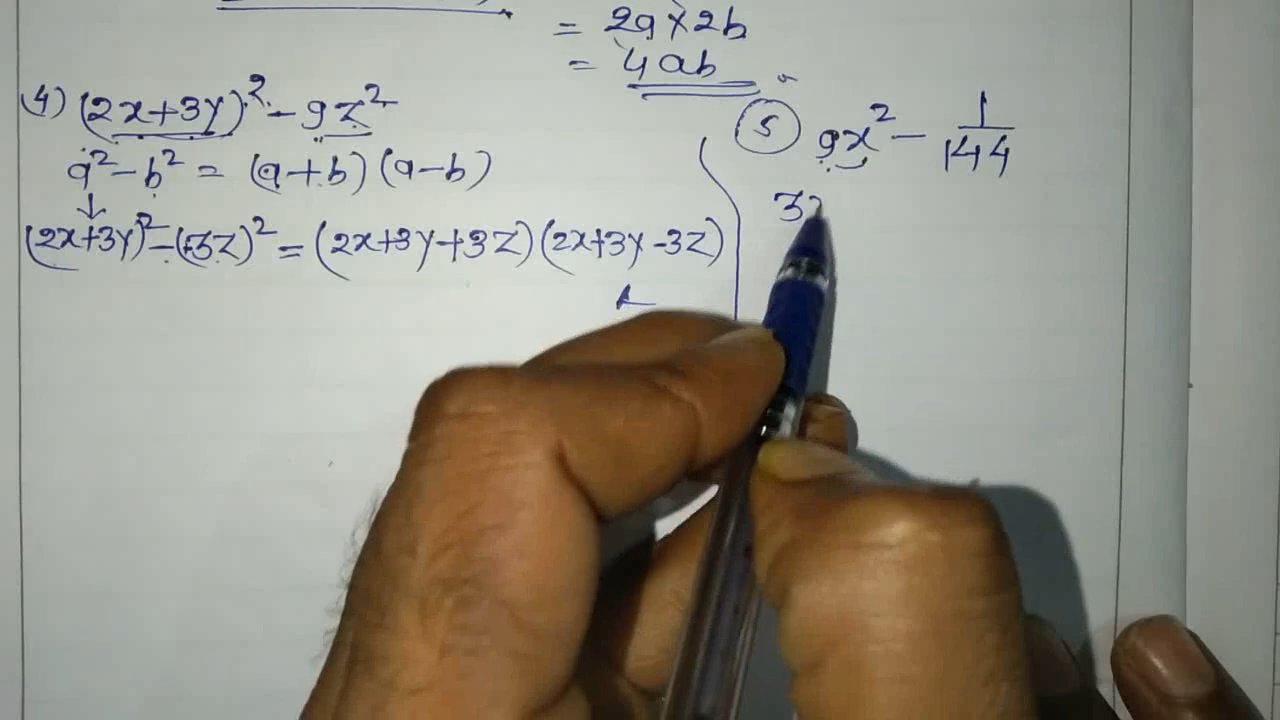 = 2a × 2b
= 4ab
4) (2x+3y)² - 9z²
a² - b² = (a+b)(a-b)
(2x+3y)² - (3z)² = (2x+3y+3z)(2x+3y-3z)
5 9x² - 1/144
3x